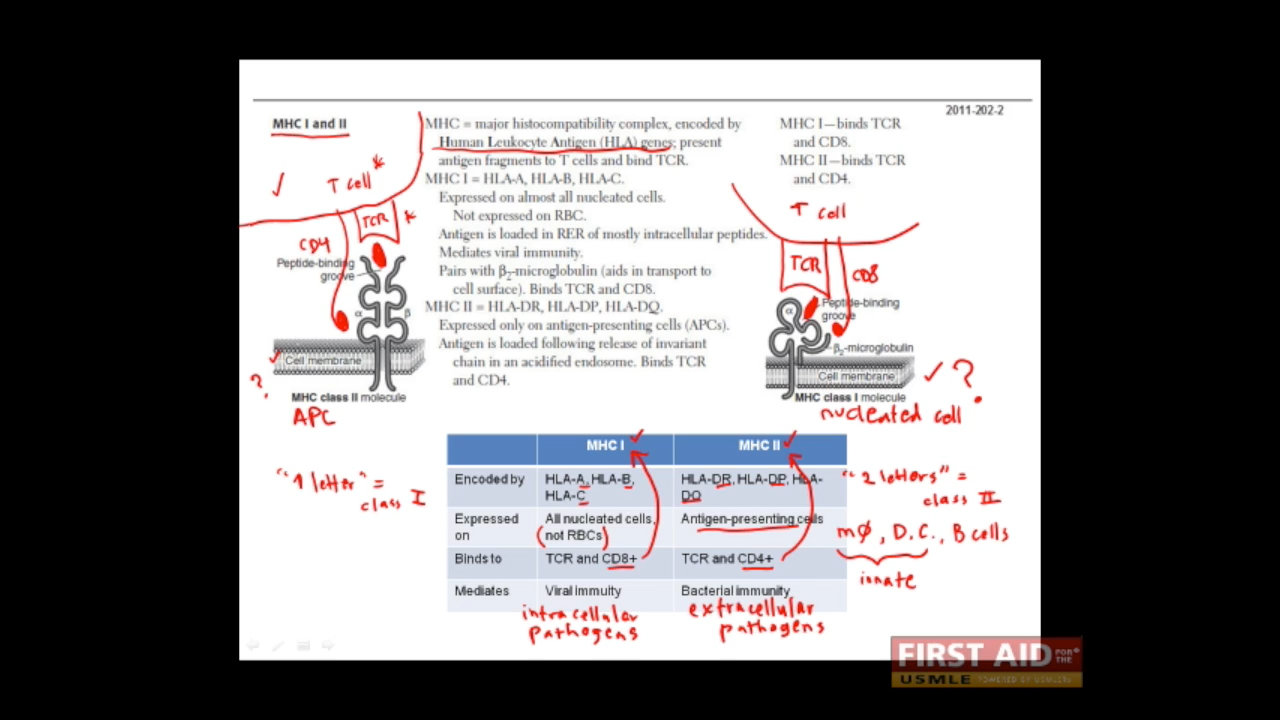 2011-202-2
MHC I and II
MHC = major histocompatibility complex, encoded by
Human Leukocyte Antigen (HLA) genes; present
antigen fragments to T cells and bind TCR.
MHC I = HLA-A, HLA-B, HLA-C.
Expressed on almost all nucleated cells.
Not expressed on RBC.
Antigen is loaded in RER of mostly intracellular peptides.
Mediates viral immunity.
Pairs with β2-microglobulin (aids in transport to
cell surface). Binds TCR and CD8.
MHC II = HLA-DR, HLA-DP, HLA-DQ.
Expressed only on antigen-presenting cells (APCs).
Antigen is loaded following release of invariant
chain in an acidified endosome. Binds TCR
and CD4.
MHC I—binds TCR
and CD8.
MHC II—binds TCR
and CD4.
T cell*
TCR *
CD4
Peptide-binding
groove
α β
Cell membrane
?
MHC class II molecule
APC
T cell
TCR
CD8
Peptide-binding
groove
α
β2-microglobulin
Cell membrane
?
MHC class I molecule
nucleated cell
MHC I MHC II
Encoded by HLA-A, HLA-B, HLA-C HLA-DR, HLA-DP, HLA-DQ
Expressed on All nucleated cells, (not RBCs) Antigen-presenting cells
Binds to TCR and CD8+ TCR and CD4+
Mediates Viral immuity Bacterial immunity
intracellular
pathogens
extracellular
pathogens
"1 letter" =
class I
"2 letters" =
class II
mφ, D.C., B cells
innate
FIRST AID FOR THE
USMLE POWERED BY USMLERx